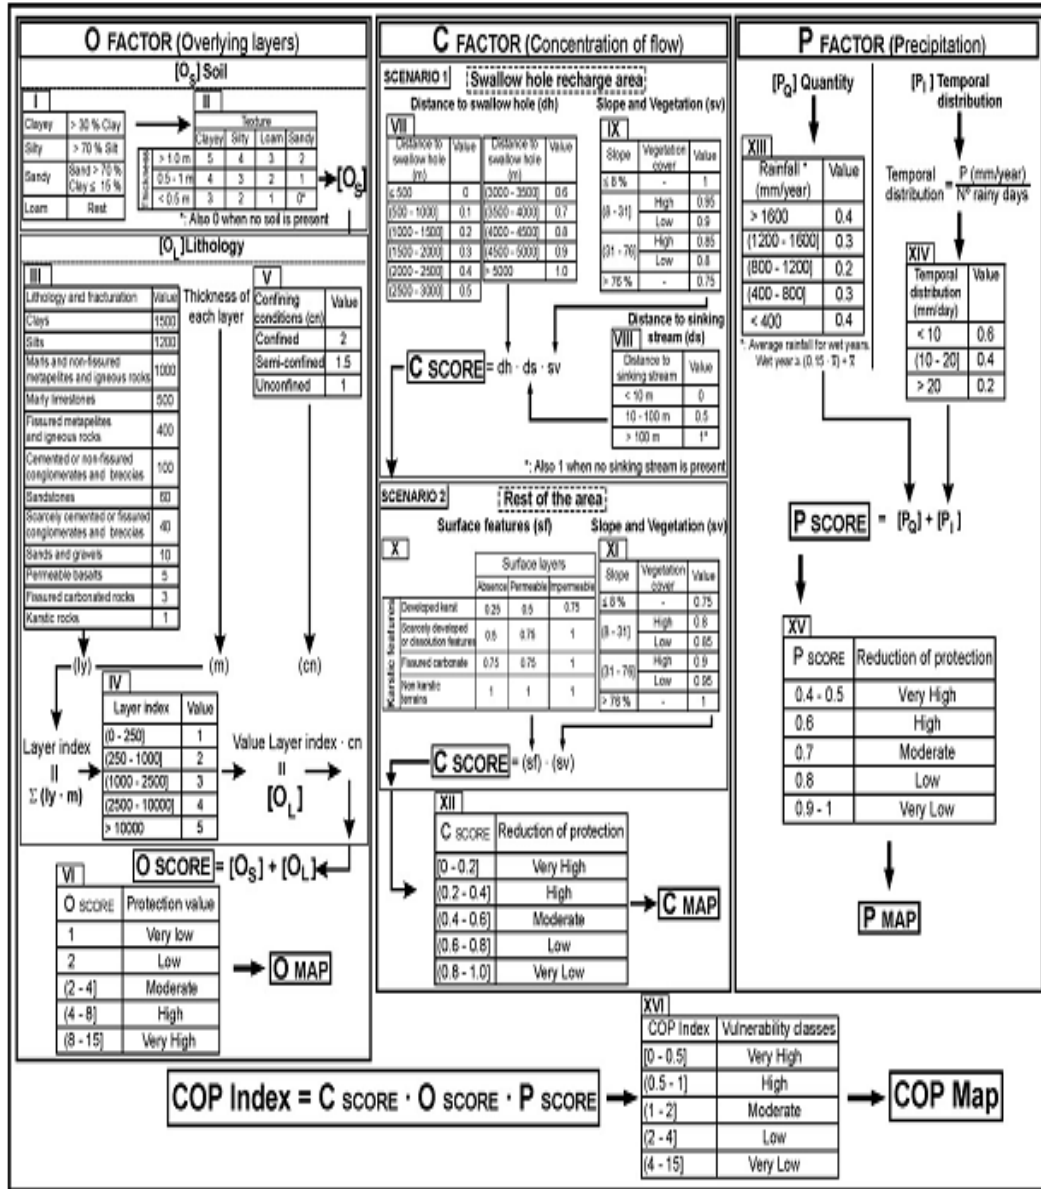 O FACTOR (Overlying layers)
[OS] Soil
I
Clayey > 30 % Clay
Silty > 70 % Silt
Sandy Sand > 70 % Clay ≤ 15 %
Loam Rest
II
Texture
Clayey Silty Loam Sandy
Thickness
> 1.0 m 5 4 3 2
0.5 - 1 m 4 3 2 1
< 0.5 m 3 2 1 0*
[OS]
*: Also 0 when no soil is present
[OL] Lithology
III
Lithology and fracturation Value
Clays 1500
Silts 1200
Marls and non-fissured metapelites and igneous rocks 1000
Marly limestones 500
Fissured metapelites and igneous rocks 400
Cemented or non-fissured conglomerates and breccies 100
Sandstones 60
Scarcely cemented or fissured conglomerates and breccies 40
Sands and gravels 10
Permeable basalts 5
Fissured carbonated rocks 3
Karstic rocks 1
Thickness of each layer
V
Confining conditions (cn) Value
Confined 2
Semi-confined 1.5
Unconfined 1
(ly) (m) (cn)
Layer index
||
Σ (ly · m)
IV
Layer index Value
(0 - 250] 1
(250 - 1000] 2
(1000 - 2500] 3
(2500 - 10000] 4
> 10000 5
Value Layer index · cn
||
[OL]
O SCORE = [OS] + [OL]
VI
O SCORE Protection value
1 Very low
2 Low
(2 - 4] Moderate
(4 - 8] High
(8 - 15] Very High
O MAP
C FACTOR (Concentration of flow)
SCENARIO 1 Swallow hole recharge area
Distance to swallow hole (dh)
VIII
Distance to swallow hole (m) Value Distance to swallow hole (m) Value
≤ 500 0 (3000 - 3500] 0.6
(500 - 1000] 0.1 (3500 - 4000] 0.7
(1000 - 1500] 0.2 (4000 - 4500] 0.8
(1500 - 2000] 0.3 (4500 - 5000] 0.9
(2000 - 2500] 0.4 > 5000 1.0
(2500 - 3000] 0.5
Slope and Vegetation (sv)
IX
Slope Vegetation cover Value
≤ 8 % - 1
(8 - 31] High 0.95
Low 0.9
(31 - 76] High 0.85
Low 0.8
> 76 % - 0.75
C SCORE = dh · ds · sv
Distance to sinking stream (ds)
VIII
Distance to sinking stream Value
< 10 m 0
10 - 100 m 0.5
> 100 m 1*
*: Also 1 when no sinking stream is present
SCENARIO 2 Rest of the area
Surface features (sf)
X
Surface layers
Absence Permeable Impermeable
Karstic features
Developed karst 0.25 0.5 0.75
Scarcely developed or dissolution features 0.5 0.75 1
Fissured carbonate 0.75 0.75 1
Non karstic terrains 1 1 1
Slope and Vegetation (sv)
XI
Slope Vegetation cover Value
≤ 8 % - 0.75
(8 - 31] High 0.8
Low 0.85
(31 - 76] High 0.9
Low 0.95
> 76 % - 1
C SCORE = (sf) · (sv)
XII
C SCORE Reduction of protection
[0 - 0.2] Very High
(0.2 - 0.4] High
(0.4 - 0.6] Moderate
(0.6 - 0.8] Low
(0.8 - 1.0] Very Low
C MAP
P FACTOR (Precipitation)
[PQ] Quantity
XIII
Rainfall * (mm/year) Value
> 1600 0.4
(1200 - 1600] 0.3
(800 - 1200] 0.2
(400 - 800] 0.3
< 400 0.4
*: Average rainfall for wet years.
[PI] Temporal distribution
Temporal distribution = P (mm/year) / Nº rainy days
XIV
Temporal distribution (mm/day) Value
< 10 0.6
(10 - 20] 0.4
> 20 0.2
P SCORE = [PQ] + [PI]
XV
P SCORE Reduction of protection
0.4 - 0.5 Very High
0.6 High
0.7 Moderate
0.8 Low
0.9 - 1 Very Low
P MAP
COP Index = C SCORE · O SCORE · P SCORE
XVI
COP Index Vulnerability classes
[0 - 0.5] Very High
(0.5 - 1] High
(1 - 2] Moderate
(2 - 4] Low
(4 - 15] Very Low
COP Map